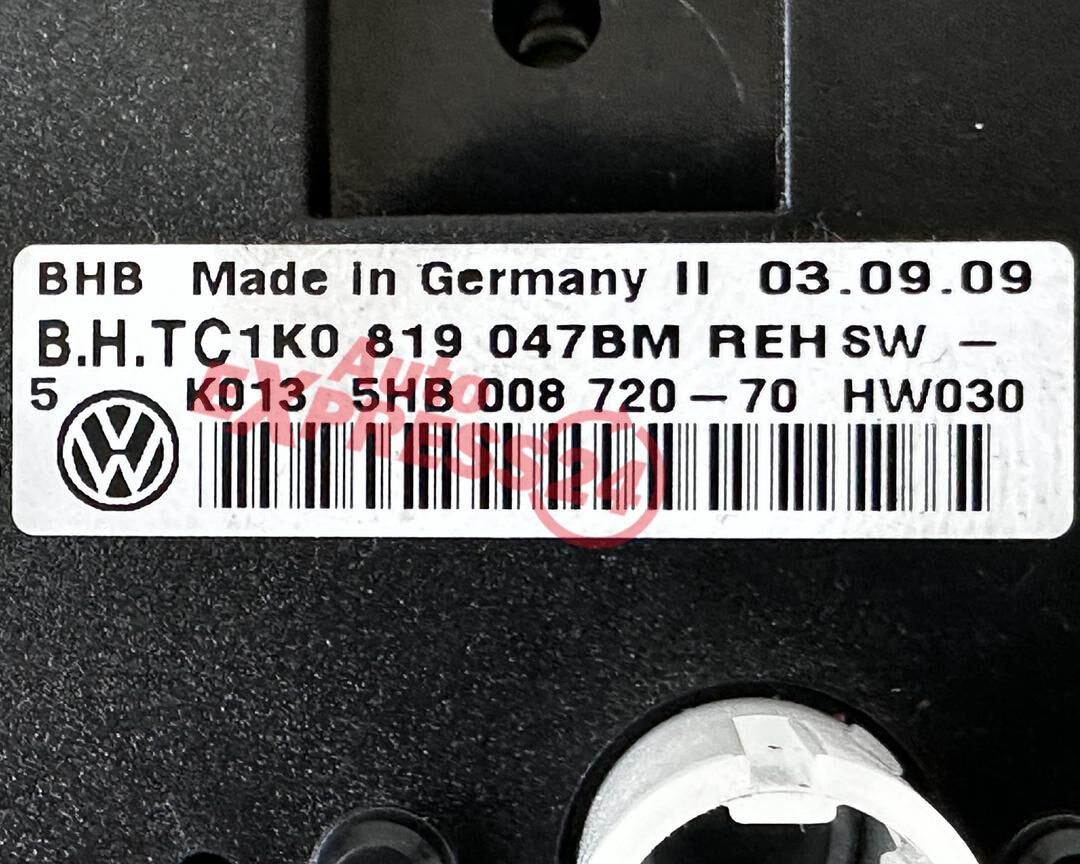 BHB Made in Germany II 03.09.09
B.H.TC1K0 819 047BM REH SW –
5 K013 5HB 008 720–70 HW030
Auto
EXPRESS24